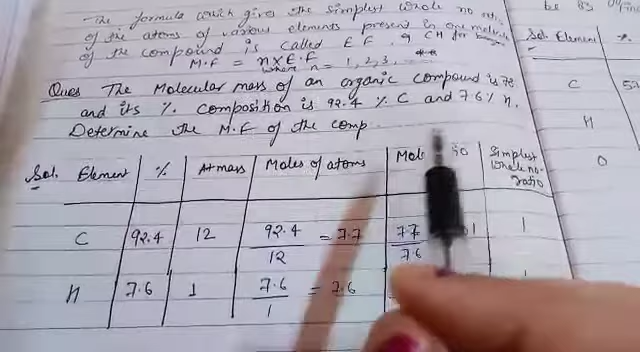 The formula which gives the simplest whole no
of the atoms of various elements present in one
of the compound is called E F. CH for
M.F = n×E.F
where n = 1, 2, 3, ---
Ques The Molecular mass of an organic compound is 78
and its %. composition is 92.4 %. C and 7.6 % H.
Determine the M.F of the comp.
Sol. Element % At mass Moles of atoms Mol io Simplest whole no. ratio
C 92.4 12 92.4/12 = 7.7 7.7/7.6 1 1
H 7.6 1 7.6/1 = 7.6 1
be
Sol. Element %.
C
H
O